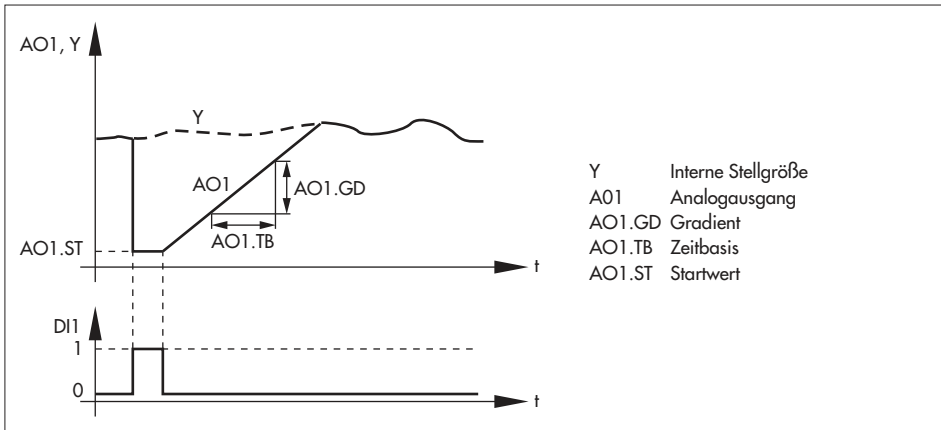 AO1, Y
Y
AO1
AO1.GD
AO1.TB
AO1.ST
t
DI1
1
0
t
Y Interne Stellgröße
A01 Analogausgang
AO1.GD Gradient
AO1.TB Zeitbasis
AO1.ST Startwert